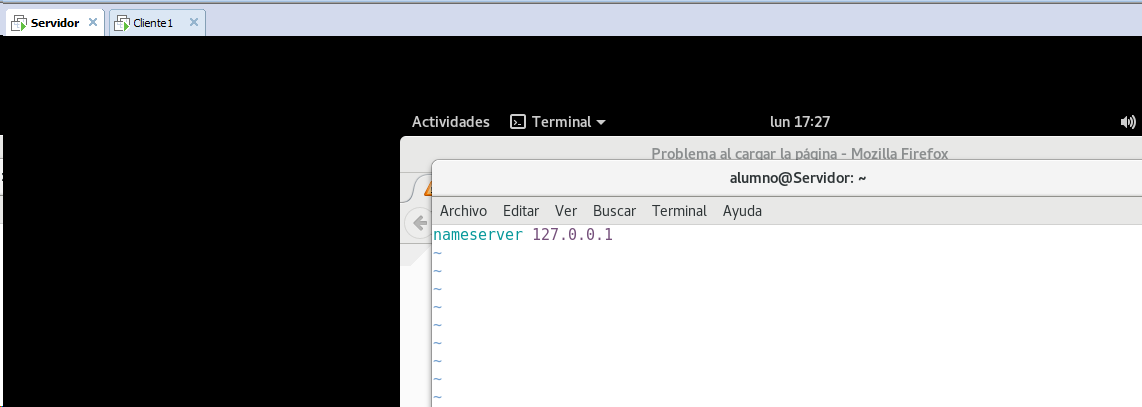 Servidor
Cliente1
Actividades Terminal lun 17:27
Problema al cargar la página - Mozilla Firefox
alumno@Servidor: ~
Archivo Editar Ver Buscar Terminal Ayuda
nameserver 127.0.0.1
~
~
~
~
~
~
~
~
~